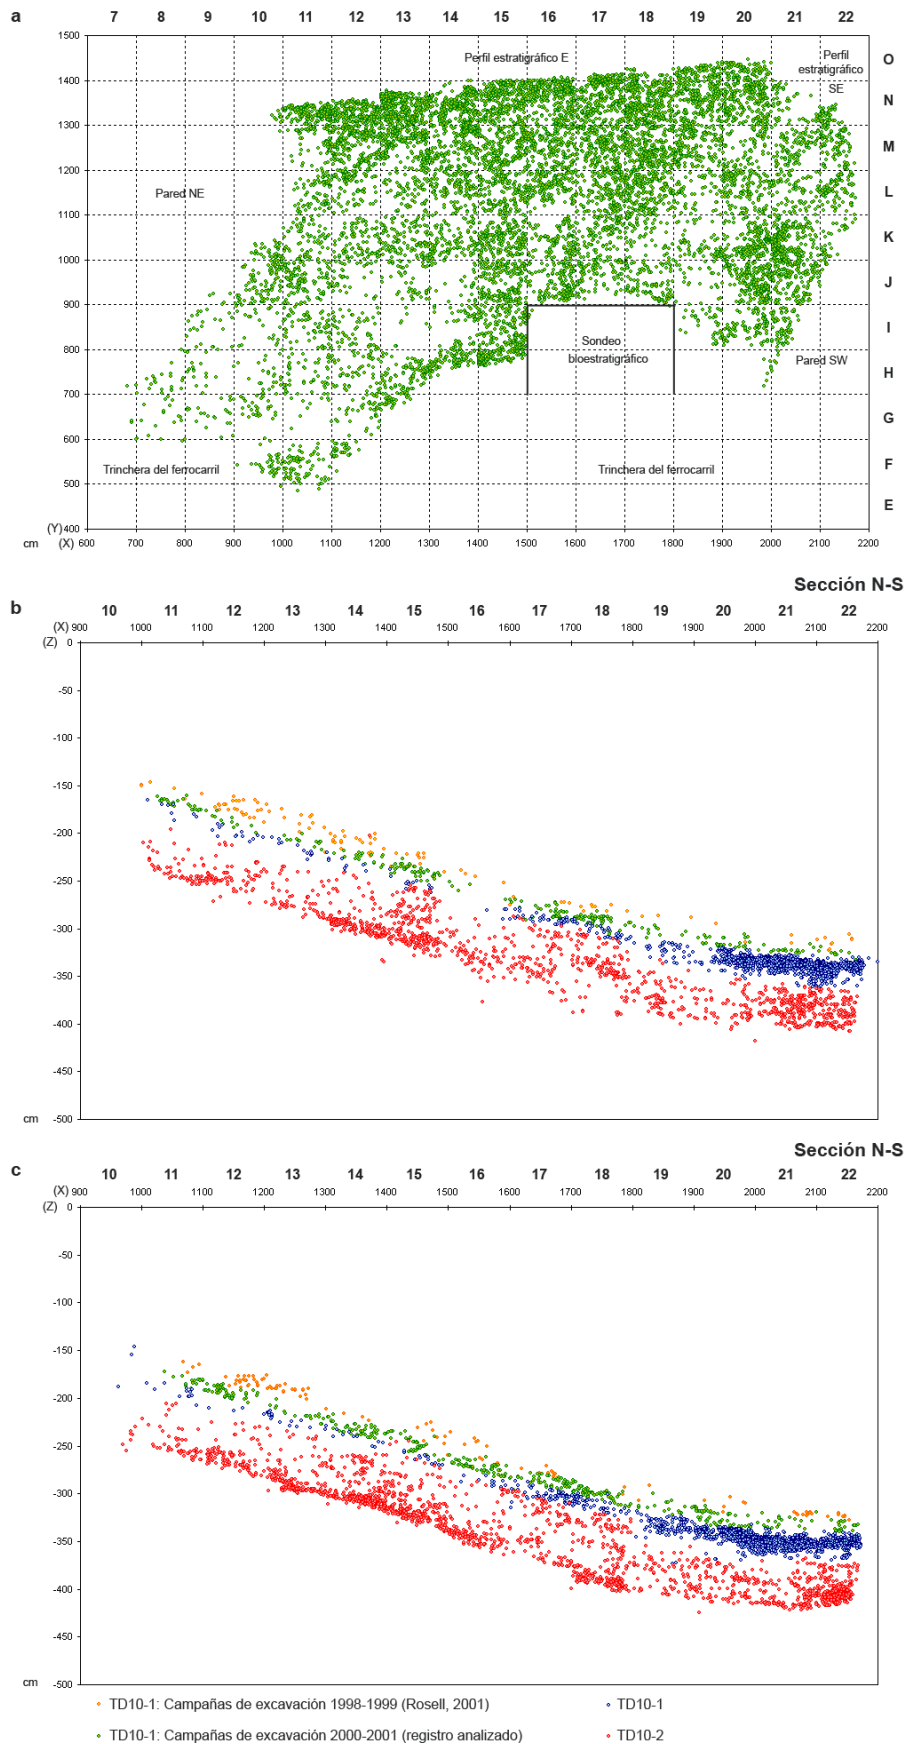 a
7 8 9 10 11 12 13 14 15 16 17 18 19 20 21 22
1500
Perfil estratigráfico E
Perfil
estratigráfico
SE
O
1400
N
1300
M
1200
Pared NE
L
1100
K
1000
J
900
I
Sondeo
bioestratigráfico
800
Pared SW
H
700
G
600
Trinchera del ferrocarril
Trinchera del ferrocarril
F
500
E
(Y) 400
cm (X) 600 700 800 900 1000 1100 1200 1300 1400 1500 1600 1700 1800 1900 2000 2100 2200
Sección N-S
b
10 11 12 13 14 15 16 17 18 19 20 21 22
(X) 900 1000 1100 1200 1300 1400 1500 1600 1700 1800 1900 2000 2100 2200
(Z) 0
-50
-100
-150
-200
-250
-300
-350
-400
-450
cm -500
Sección N-S
c
10 11 12 13 14 15 16 17 18 19 20 21 22
(X) 900 1000 1100 1200 1300 1400 1500 1600 1700 1800 1900 2000 2100 2200
(Z) 0
-50
-100
-150
-200
-250
-300
-350
-400
-450
cm -500
TD10-1: Campañas de excavación 1998-1999 (Rosell, 2001)
TD10-1
TD10-1: Campañas de excavación 2000-2001 (registro analizado)
TD10-2